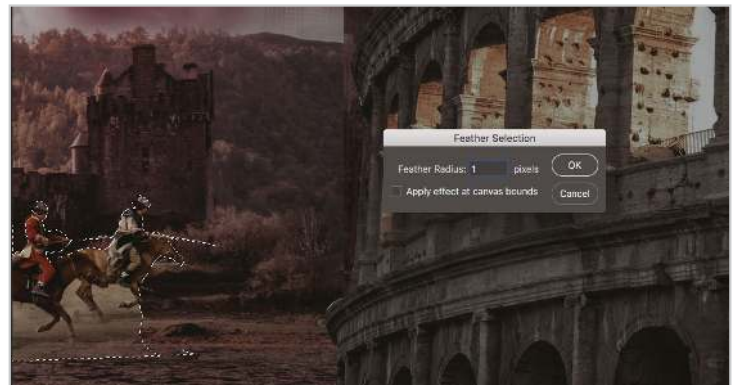 Feather Selection
Feather Radius: 1 pixels
OK
Apply effect at canvas bounds
Cancel